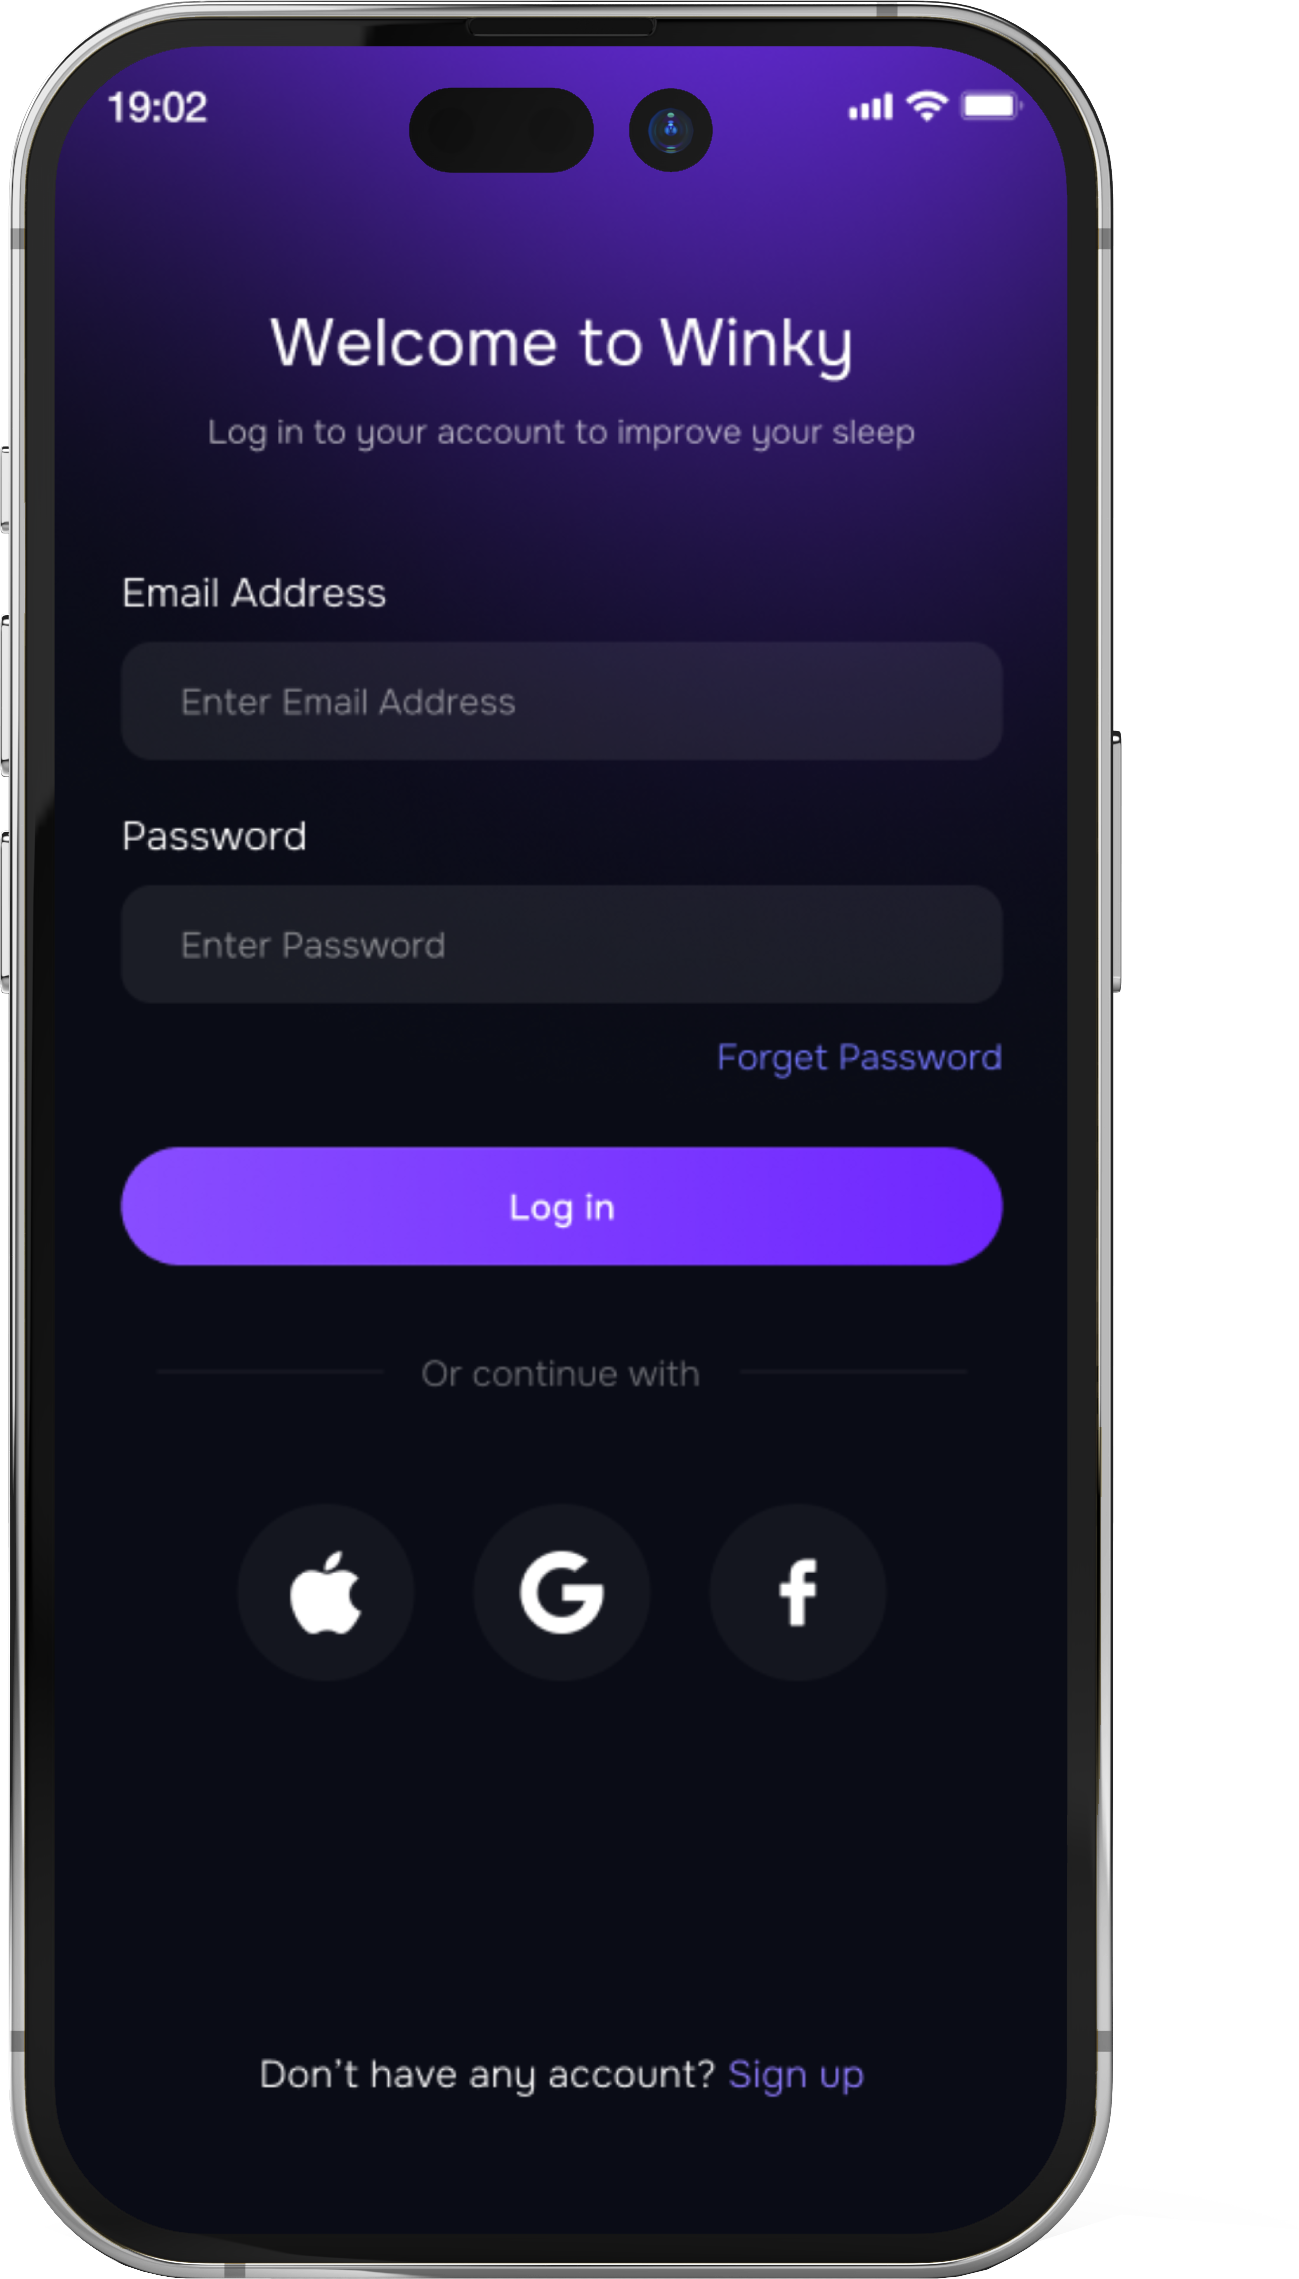 19:02
Welcome to Winky
Log in to your account to improve your sleep
Email Address
Enter Email Address
Password
Enter Password
Forget Password
Log in
Or continue with
Don't have any account? Sign up